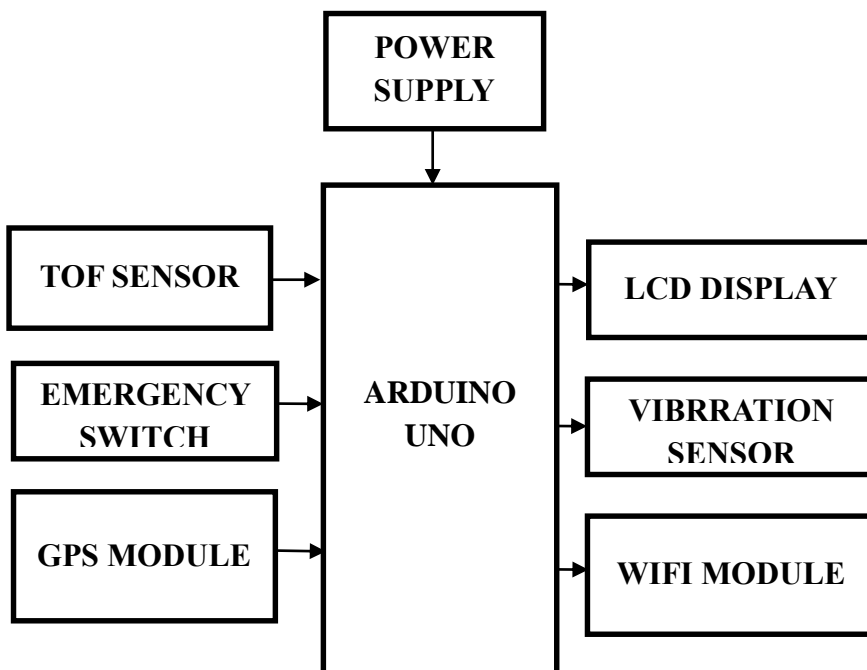 POWER
SUPPLY
TOF SENSOR
EMERGENCY
SWITCH
GPS MODULE
ARDUINO
UNO
LCD DISPLAY
VIBRRATION
SENSOR
WIFI MODULE